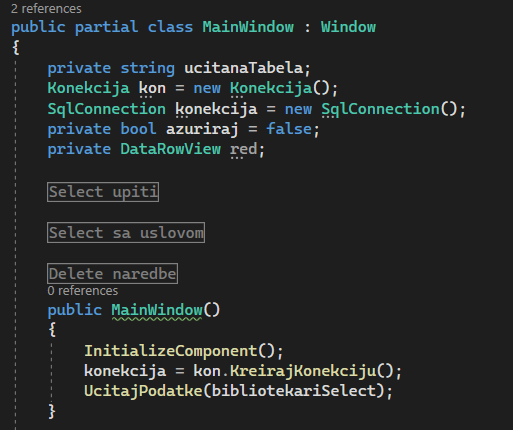 2 references
public partial class MainWindow : Window
{
private string ucitanaTabela;
Konekcija kon = new Konekcija();
SqlConnection konekcija = new SqlConnection();
private bool azuriraj = false;
private DataRowView red;
Select upiti
Select sa uslovom
Delete naredbe
0 references
public MainWindow()
{
InitializeComponent();
konekcija = kon.KreirajKonekciju();
UcitajPodatke(bibliotekariSelect);
}